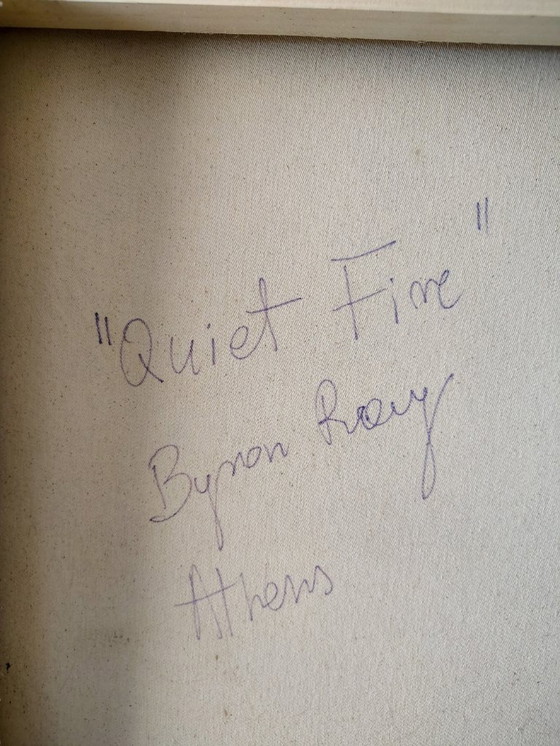 "Quiet Fire"
Byron
Athens